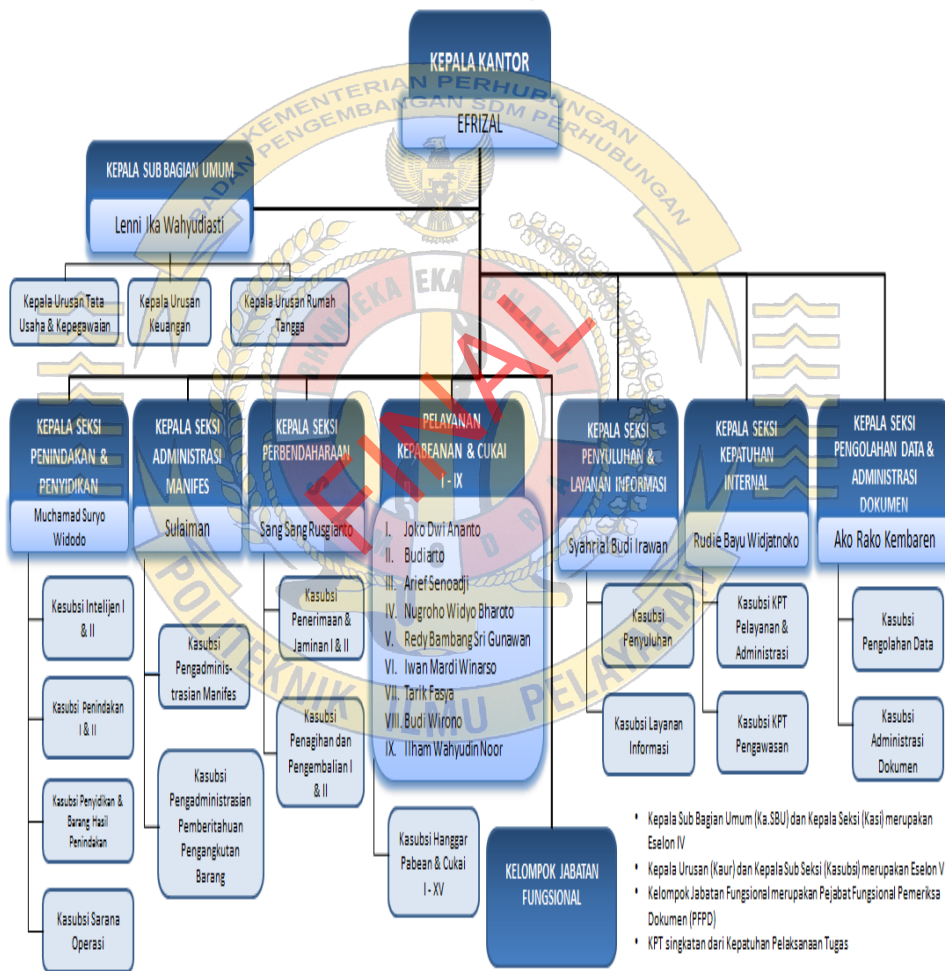 KEPALA KANTOR
EFRIZAL
KEMENTERIAN PERHUBUNGAN
BADAN PENGEMBANGAN SDM PERHUBUNGAN
KEPALA SUB BAGIAN UMUM
Lenni Ika Wahyudiasti
Kepala Urusan Tata
Usaha & Kepegawaian
Kepala Urusan
Keuangan
Kepala Urusan Rumah
Tangga
BHINNEKA EKA BHAKTI
FINAL
KEPALA SEKSI
PENINDAKAN &
PENYIDIKAN
Muchamad Suryo
Widodo
Kesubsi Intelijen I
& II
Kasubsi Penindakan
I & II
Kasubsi Penyidikan &
Barang Hasil
Penindakan
Kasubsi Sarana
Operasi
KEPALA SEKSI
ADMINISTRASI
MANIFES
Sulaiman
Kasubsi
Pengadminis-
trasian Manifes
Kasubsi
Pengadministrasian
Pemberitahuan
Pengangkutan
Barang
KEPALA SEKSI
PERBENDAHARAAN
Sang Sang Rusgianto
Kasubsi
Penerimaan &
Jaminan I & II
Kasubsi
Penagihan dan
Pengembalian I
& II
PELAYANAN
KEPABEANAN & CUKAI
I - IX
I. Joko Dwi Ananto
II. Budiarto
III. Arief Senoadji
IV. Nugroho Widyo Bharoto
V. Redy Bambang Sri Gunawan
VI. Iwan Mardi Winarso
VII. Tarik Fasya
VIII. Budi Wirono
IX. Ilham Wahyudin Noor
Kasubsi Hanggar
Pabean & Cukai
I - XV
KELOMPOK JABATAN
FUNGSIONAL
KEPALA SEKSI
PENYULUHAN &
LAYANAN INFORMASI
Syahrial Budi Irawan
Kasubsi
Penyuluhan
Kasubsi Layanan
Informasi
KEPALA SEKSI
KEPATUHAN
INTERNAL
Rudie Bayu Widjatnoko
Kasubsi KPT
Pelayanan &
Administrasi
Kasubsi KPT
Pengawasan
KEPALA SEKSI
PENGOLAHAN DATA &
ADMINISTRASI
DOKUMEN
Ako Rako Kembaren
Kasubsi
Pengolahan Data
Kasubsi
Administrasi
Dokumen
POLITEKNIK ILMU PELAYARAN
• Kepala Sub Bagian Umum (Ka.SBU) dan Kepala Seksi (Kasi) merupakan
Eselon IV
• Kepala Urusan (Kaur) dan Kepala Sub Seksi (Kasubsi) merupakan Eselon V
• Kelompok Jabatan Fungsional merupakan Pejabat Fungsional Pemeriksa
Dokumen (PFPD)
• KPT singkatan dari Kepatuhan Pelaksanaan Tugas